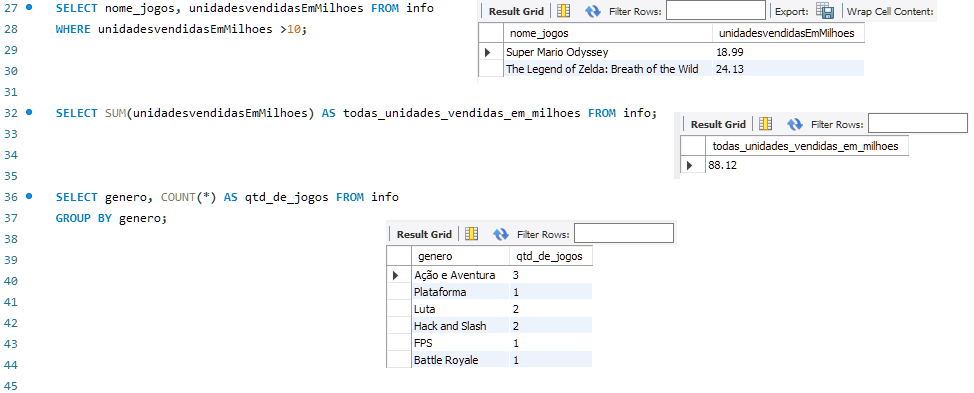 27 SELECT nome_jogos, unidadesvendidasEmMilhoes FROM info
28 WHERE unidadesvendidasEmMilhoes >10;
Result Grid Filter Rows: Export: Wrap Cell Content:
nome_jogos unidadesvendidasEmMilhoes
Super Mario Odyssey 18.99
The Legend of Zelda: Breath of the Wild 24.13
29
30
31
32 SELECT SUM(unidadesvendidasEmMilhoes) AS todas_unidades_vendidas_em_milhoes FROM info;
Result Grid Filter Rows:
todas_unidades_vendidas_em_milhoes
88.12
33
34
35
36 SELECT genero, COUNT(*) AS qtd_de_jogos FROM info
37 GROUP BY genero;
Result Grid Filter Rows:
genero qtd_de_jogos
Ação e Aventura 3
Plataforma 1
Luta 2
Hack and Slash 2
FPS 1
Battle Royale 1
38
39
40
41
42
43
44
45